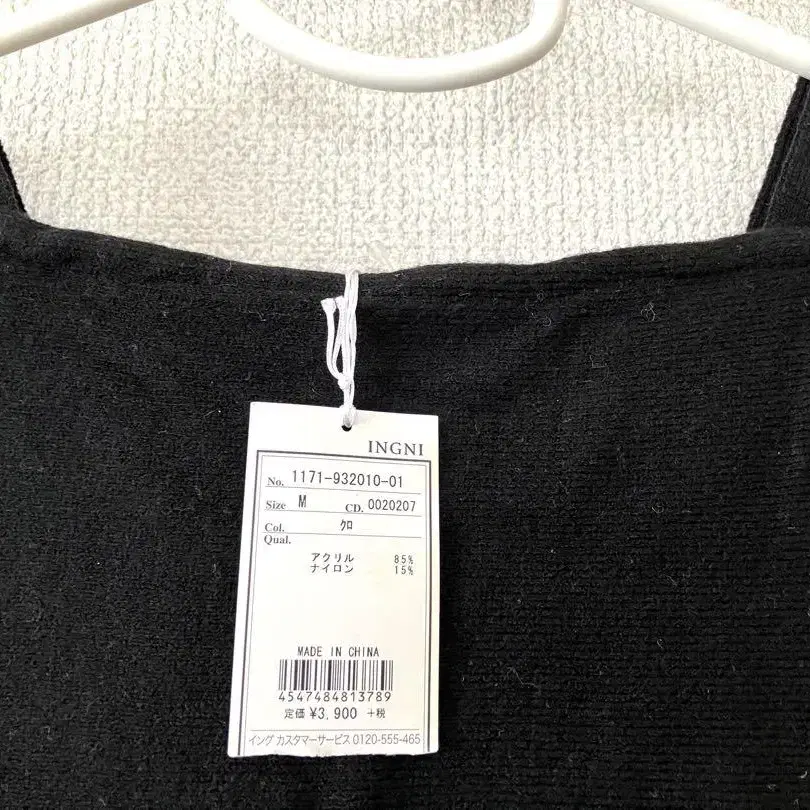 INGNI
No. 1171-932010-01
Size M CD. 0020207
Col. ｸﾛ
Qual.
アクリル 85%
ナイロン 15%
MADE IN CHINA
4547484813789
定価 ¥3,900 +税
イング カスタマーサービス 0120-555-465